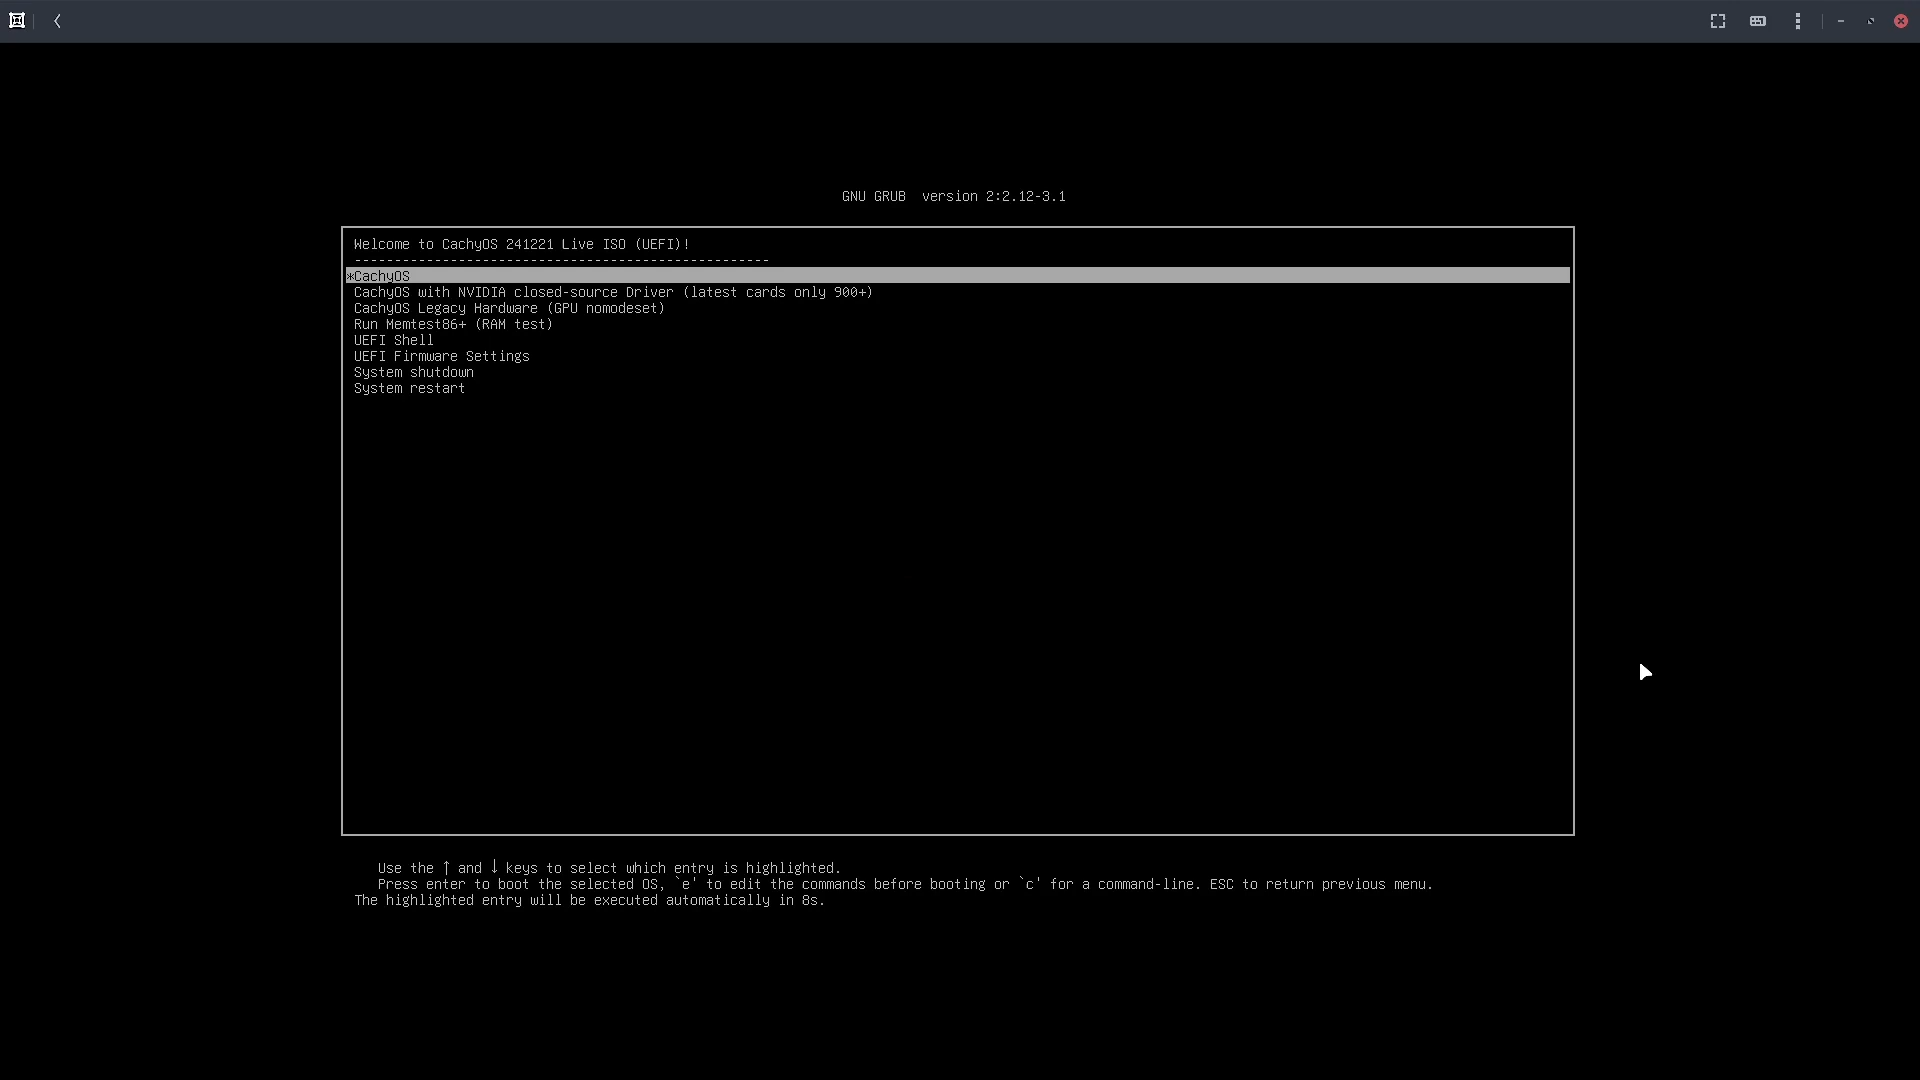 GNU GRUB  version 2:2.12-3.1
Welcome to CachyOS 241221 Live ISO (UEFI)!
----------------------------------------------------
*CachyOS
CachyOS with NVIDIA closed-source Driver (latest cards only 900+)
CachyOS Legacy Hardware (GPU nomodeset)
Run Memtest86+ (RAM test)
UEFI Shell
UEFI Firmware Settings
System shutdown
System restart
Use the ↑ and ↓ keys to select which entry is highlighted.
Press enter to boot the selected OS, `e' to edit the commands before booting or `c' for a command-line. ESC to return previous menu.
The highlighted entry will be executed automatically in 8s.